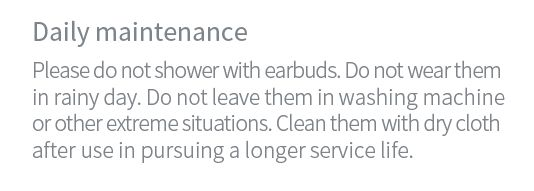 Daily maintenance
Please do not shower with earbuds. Do not wear them
in rainy day. Do not leave them in washing machine
or other extreme situations. Clean them with dry cloth
after use in pursuing a longer service life.